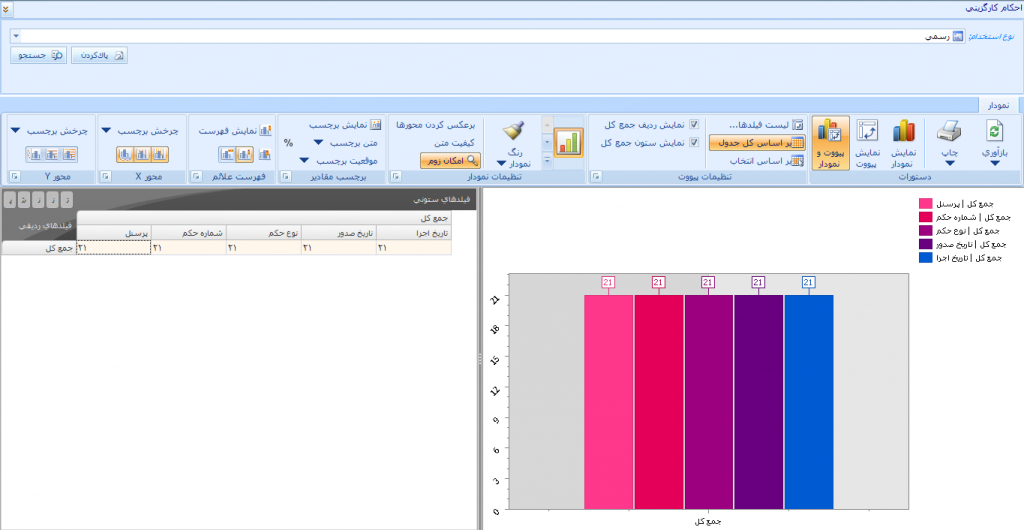 احکام کارگزینی
نوع استخدام:
رسمی
پاک‌کردن
جستجو
نمودار
بازآوري
چاپ
نمایش نمودار
نمایش پیووت
پیووت و نمودار
دستورات
لیست فیلدها...
بر اساس کل جدول
بر اساس انتخاب
نمایش ردیف جمع کل
نمایش ستون جمع کل
تنظیمات پیووت
رنگ نمودار
برعکس کردن محورها
کیفیت متن
امکان زوم
تنظیمات نمودار
نمایش برچسب
متن برچسب
%
موقعیت برچسب
برچسب مقادیر
نمایش فهرست
فهرست علائم
چرخش برچسب
محور X
چرخش برچسب
محور Y
فیلدهاي ستوني
فیلدهاي ردیفي
جمع کل
تاریخ اجرا
تاریخ صدور
نوع حکم
شماره حکم
پرسنل
جمع کل
۲۱ ۲۱ ۲۱ ۲۱ ۲۱
جمع کل | پرسنل
جمع کل | شماره حکم
جمع کل | نوع حکم
جمع کل | تاریخ صدور
جمع کل | تاریخ اجرا
21 21 21 21 21
21
18
15
12
9
6
3
0
جمع کل